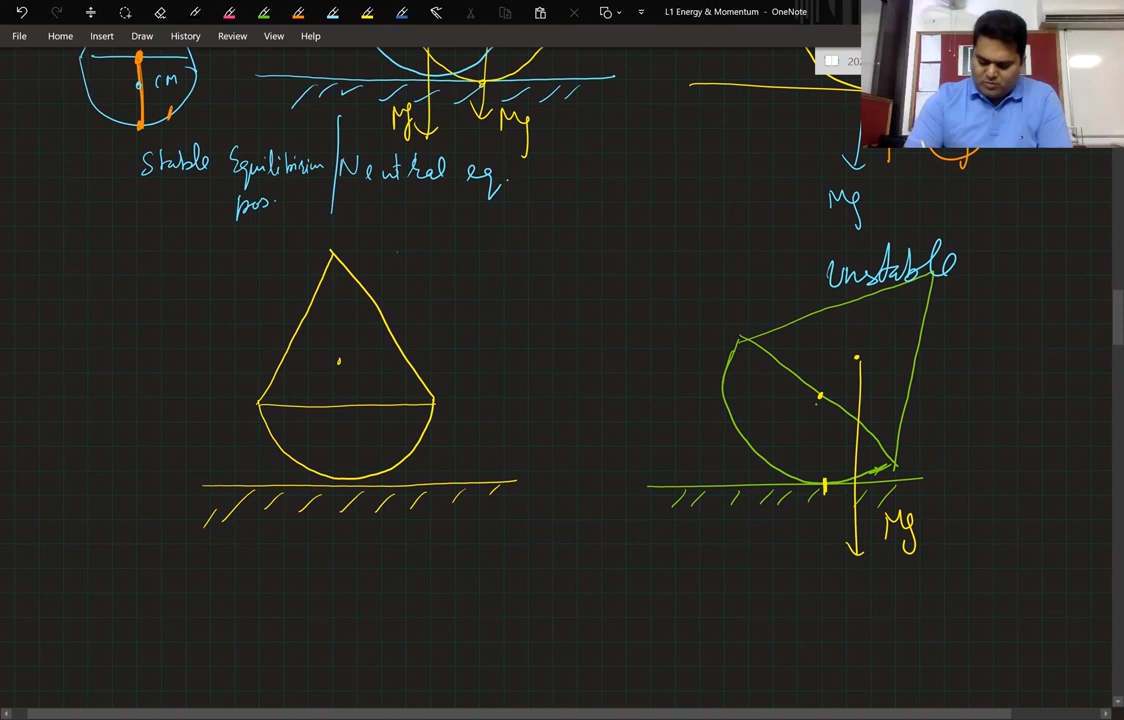 L1 Energy & Momentum - OneNote
File Home Insert Draw History Review View Help
202
CM
Mg
Mg
Stable Equilibrium
pos.
Neutral eq.
Mg
unstable
Mg